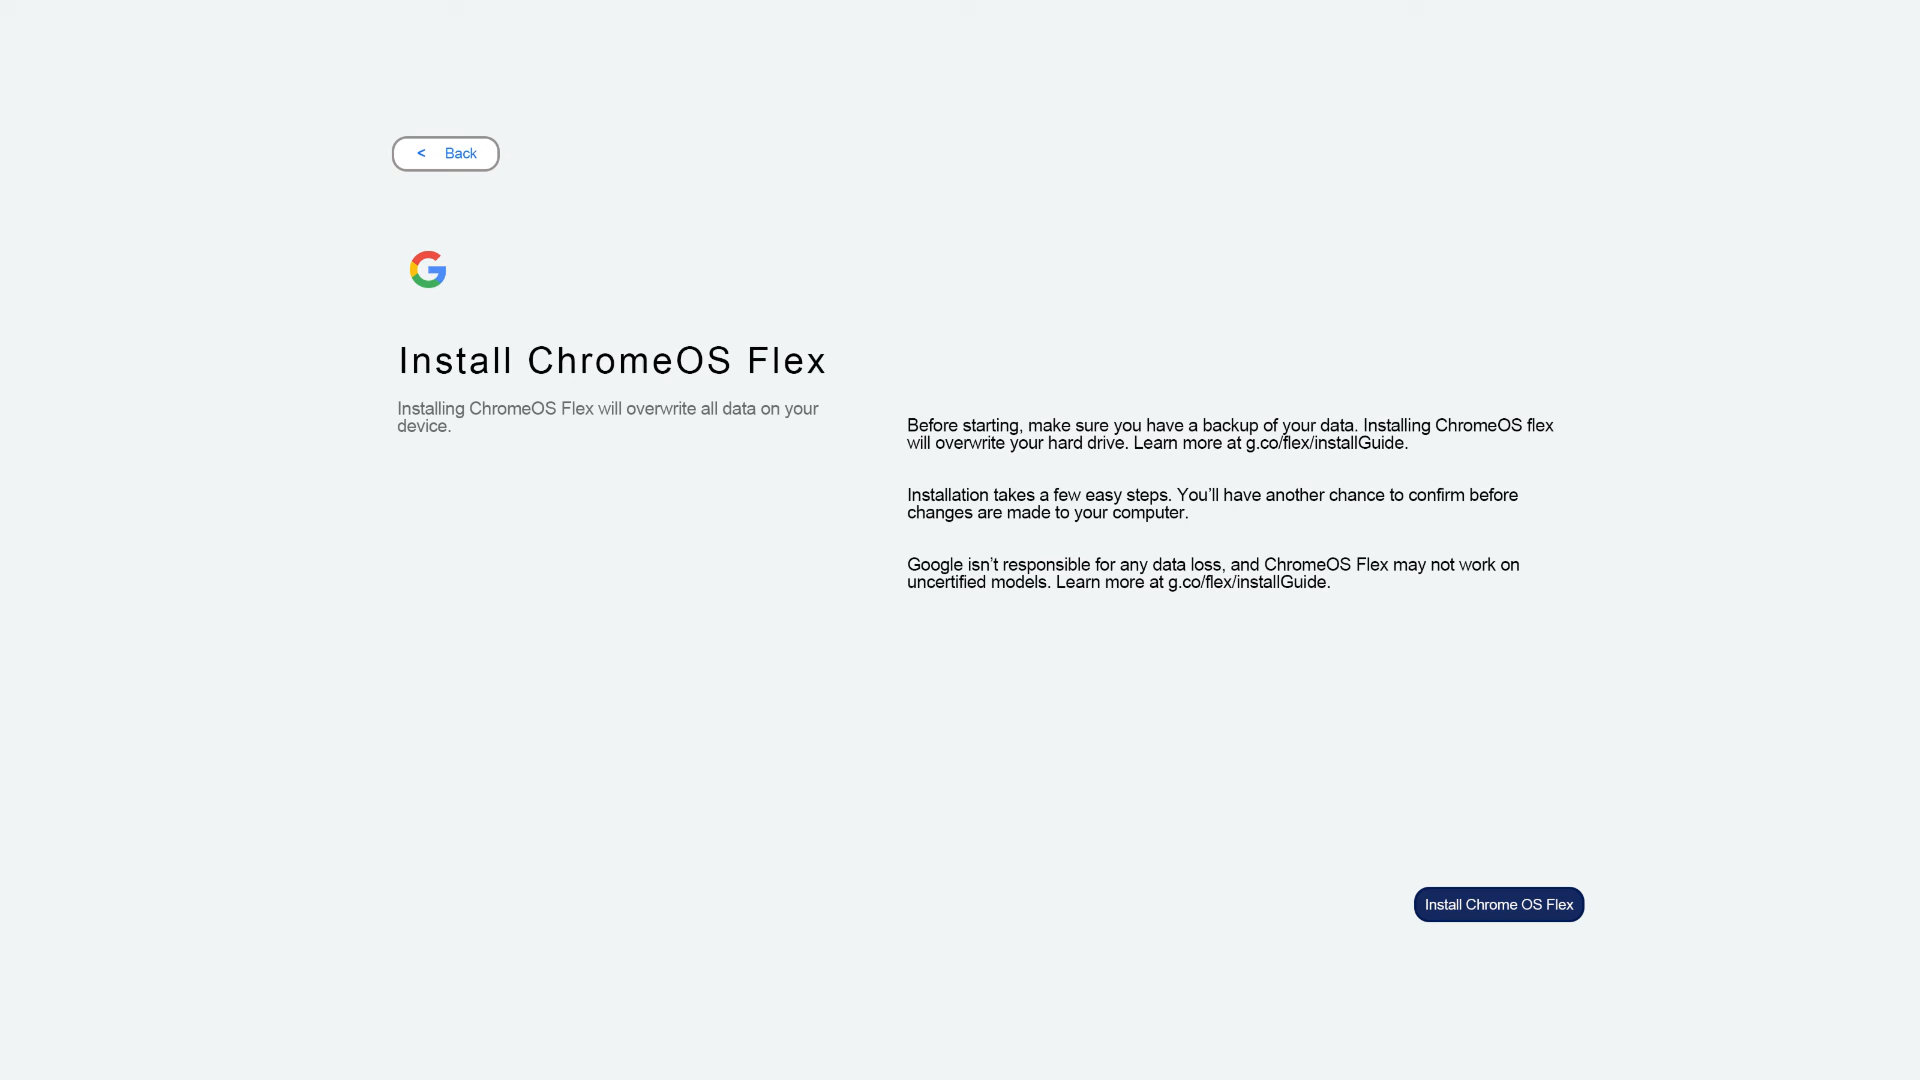 < Back
Install ChromeOS Flex
Installing ChromeOS Flex will overwrite all data on your
device.
Before starting, make sure you have a backup of your data. Installing ChromeOS flex
will overwrite your hard drive. Learn more at g.co/flex/installGuide.
Installation takes a few easy steps. You’ll have another chance to confirm before
changes are made to your computer.
Google isn’t responsible for any data loss, and ChromeOS Flex may not work on
uncertified models. Learn more at g.co/flex/installGuide.
Install Chrome OS Flex